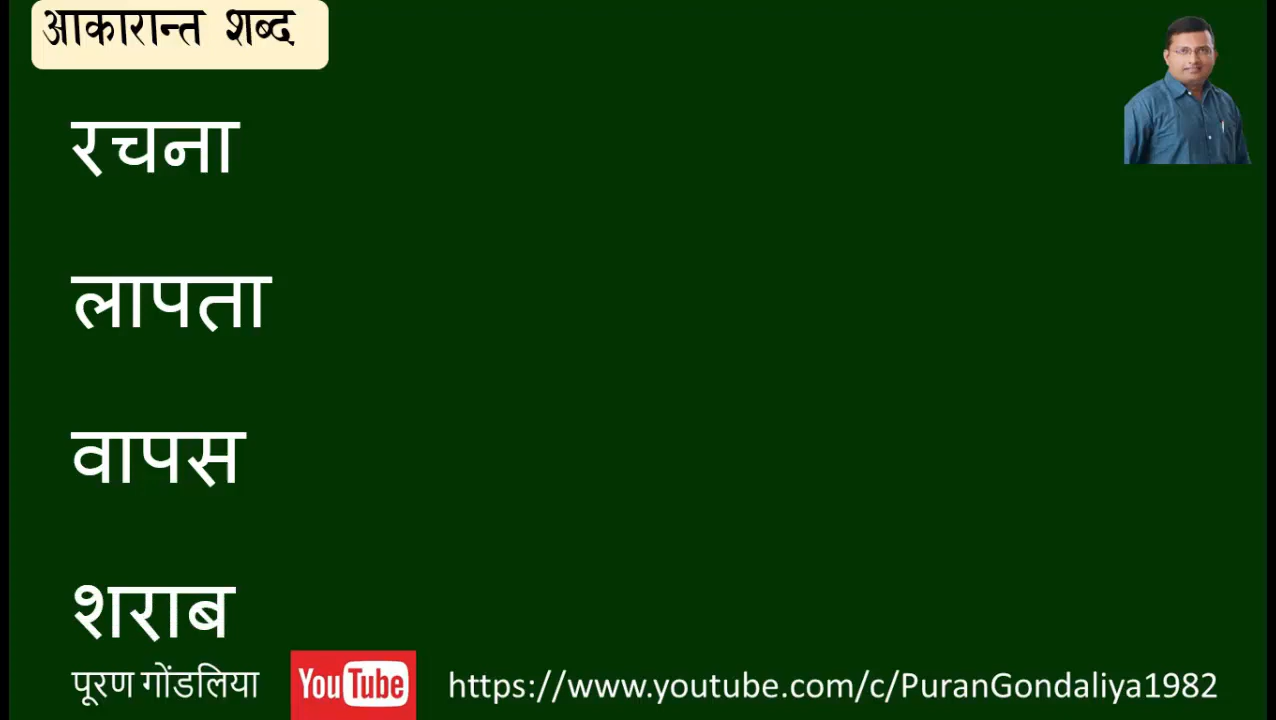 आकारान्त शब्द
रचना
लापता
वापस
शराब
पूरण गोंडलिया YouTube https://www.youtube.com/c/PuranGondaliya1982